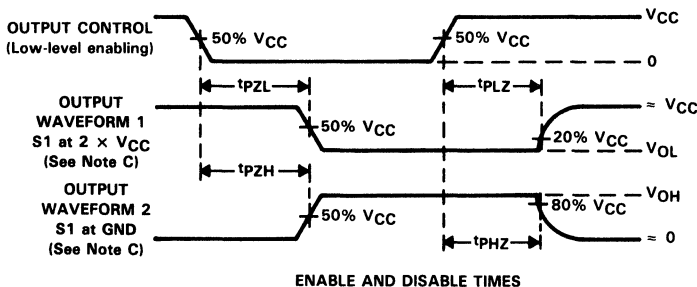 OUTPUT CONTROL
(Low-level enabling)
50% VCC
50% VCC
VCC
0
tPZL
tPLZ
OUTPUT
WAVEFORM 1
S1 at 2 × VCC
(See Note C)
50% VCC
≈ VCC
20% VCC
VOL
tPZH
OUTPUT
WAVEFORM 2
S1 at GND
(See Note C)
50% VCC
VOH
80% VCC
≈ 0
tPHZ
ENABLE AND DISABLE TIMES